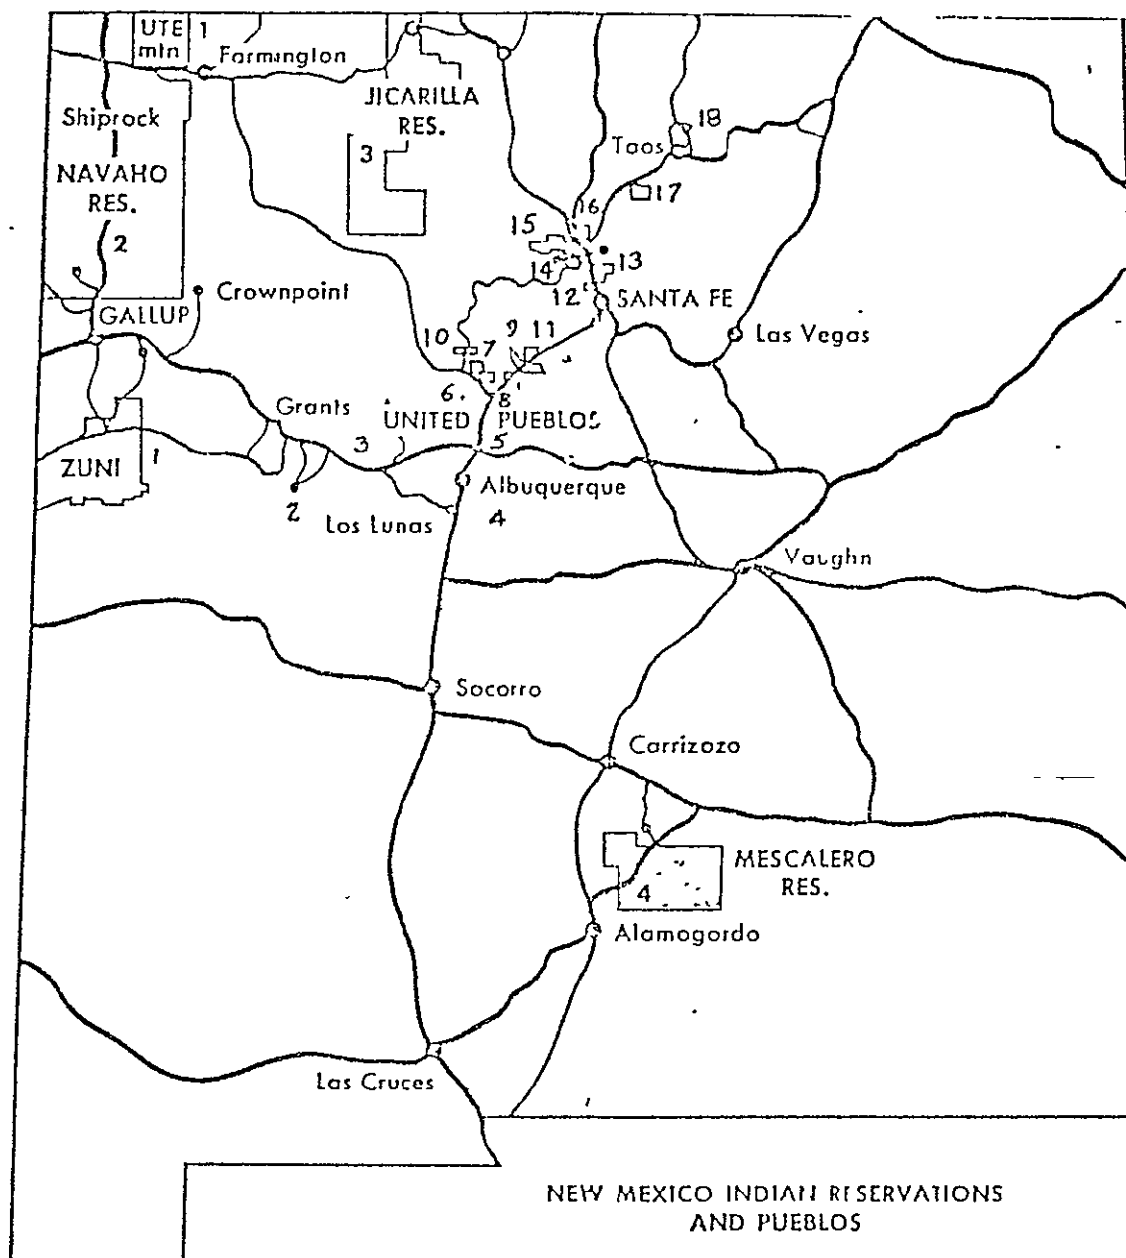 UTE
mtn
1
Farmington
JICARILLA
RES.
3
Shiprock
NAVAHO
RES.
2
Taos
18
17
16
15
14
13
12
SANTA FE
Crownpoint
GALLUP
Las Vegas
10
7
9
11
6.
8
Grants
UNITED PUEBLOS
3
5
ZUNI
1
2
Albuquerque
Los Lunas
4
Vaughn
Socorro
Carrizozo
MESCALERO
RES.
4
Alamogordo
Las Cruces
NEW MEXICO INDIAN RESERVATIONS
AND PUEBLOS